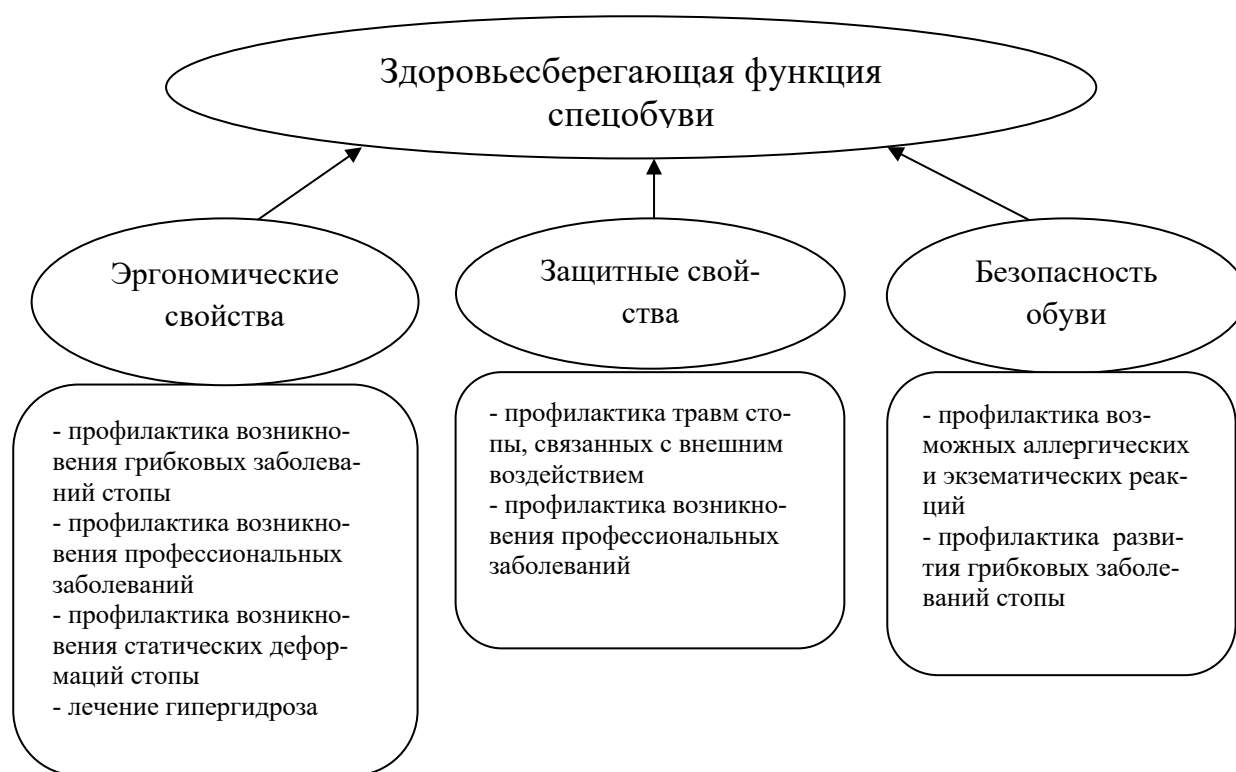 Здоровьесберегающая функция
спецобуви
Эргономические
свойства
Защитные свой-
ства
Безопасность
обуви
- профилактика возникно-
вения грибковых заболева-
ний стопы
- профилактика возникно-
вения профессиональных
заболеваний
- профилактика возникно-
вения статических дефор-
маций стопы
- лечение гипергидроза
- профилактика травм сто-
пы, связанных с внешним
воздействием
- профилактика возникно-
вения профессиональных
заболеваний
- профилактика воз-
можных аллергических
и экзематических реак-
ций
- профилактика  разви-
тия грибковых заболе-
ваний стопы